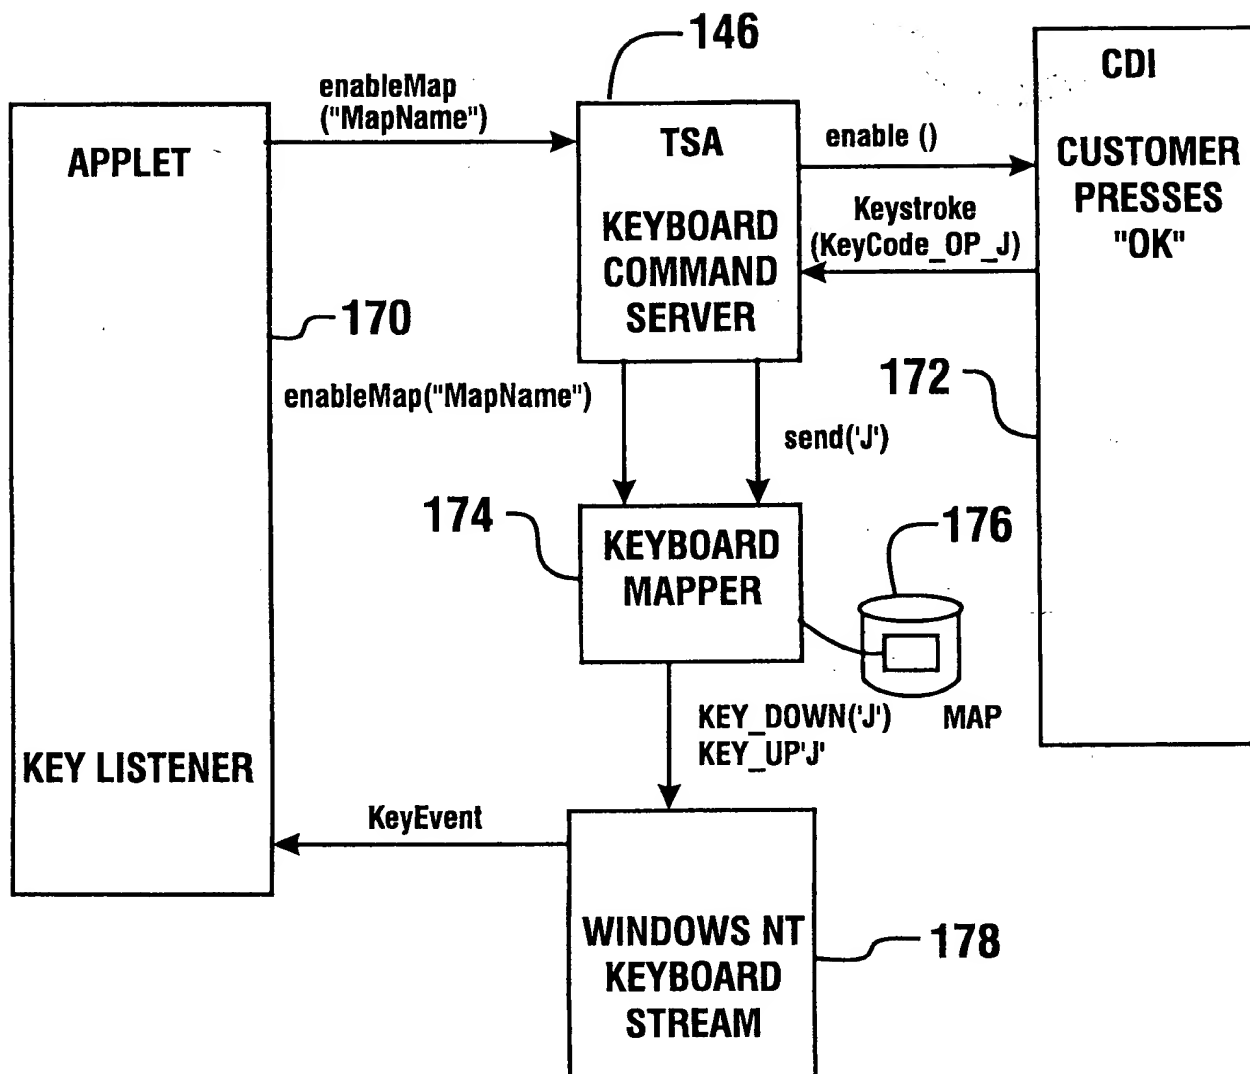 146
CDI
enableMap
("MapName")
APPLET
TSA
enable ()
CUSTOMER
PRESSES
"OK"
KEYBOARD
COMMAND
SERVER
Keystroke
(KeyCode_OP_J)
170
172
enableMap("MapName")
send('J')
174
KEYBOARD
MAPPER
176
KEY_DOWN('J')
KEY_UP'J'
MAP
KEY LISTENER
KeyEvent
WINDOWS NT
KEYBOARD
STREAM
178